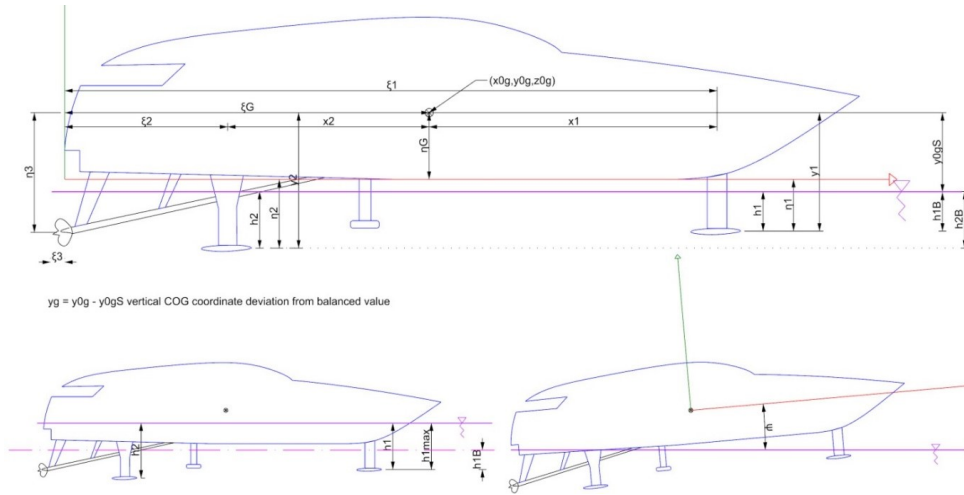 ξ1
(x0g,y0g,z0g)
ξG
ξ2
x2
x1
η3
ηG
y2
η2
h2
y1
h1
η1
y0gS
h1B
h2B
ξ3
yg = y0g - y0gS vertical COG coordinate deviation from balanced value
h2
h1
h1max
h1B